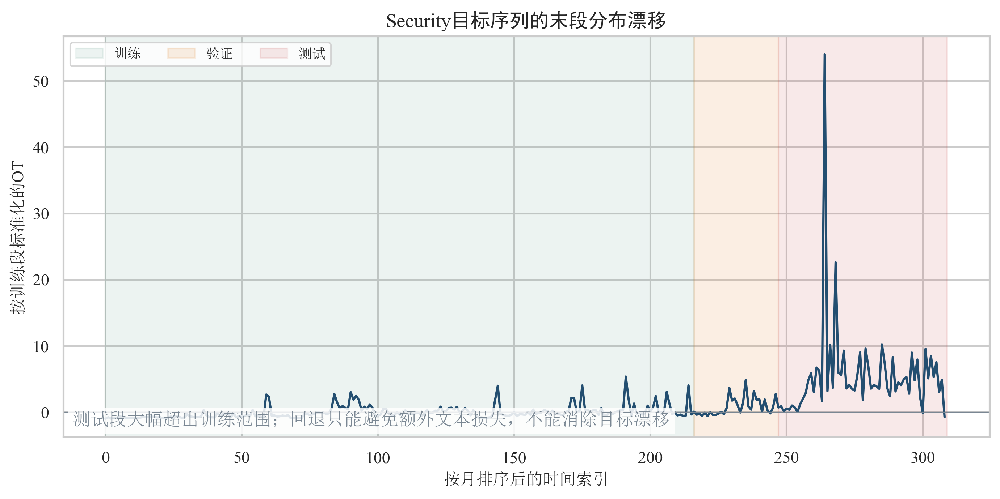 Security目标序列的末段分布漂移
训练
验证
测试
按训练段标准化的OT
50
40
30
20
10
0
测试段大幅超出训练范围；回退只能避免额外文本损失，不能消除目标漂移
0
50
100
150
200
250
300
按月排序后的时间索引